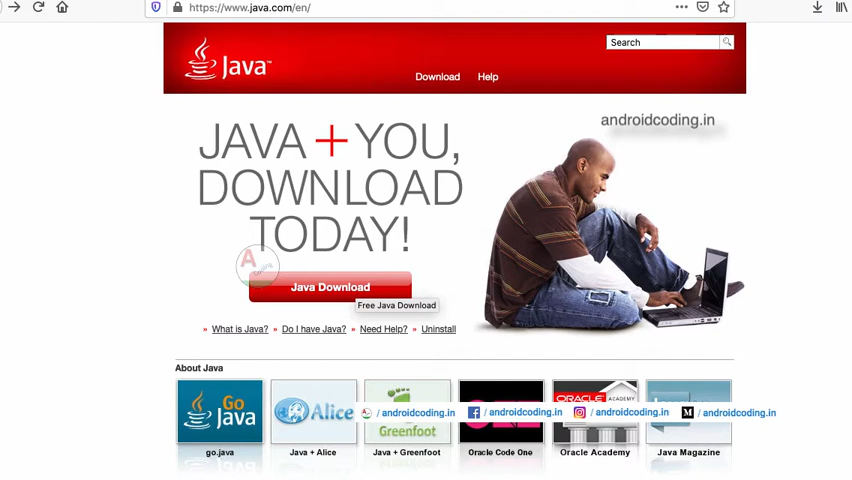 https://www.java.com/en/
Java™
Search
Download Help
androidcoding.in
JAVA + YOU,
DOWNLOAD
TODAY!
A
Coding
Java Download
Free Java Download
» What is Java? » Do I have Java? » Need Help? » Uninstall
About Java
Go
Java
Alice
Greenfoot
ORACLE
ACADEMY
/ androidcoding.in / androidcoding.in / androidcoding.in / androidcoding.in
go.java Java + Alice Java + Greenfoot Oracle Code One Oracle Academy Java Magazine